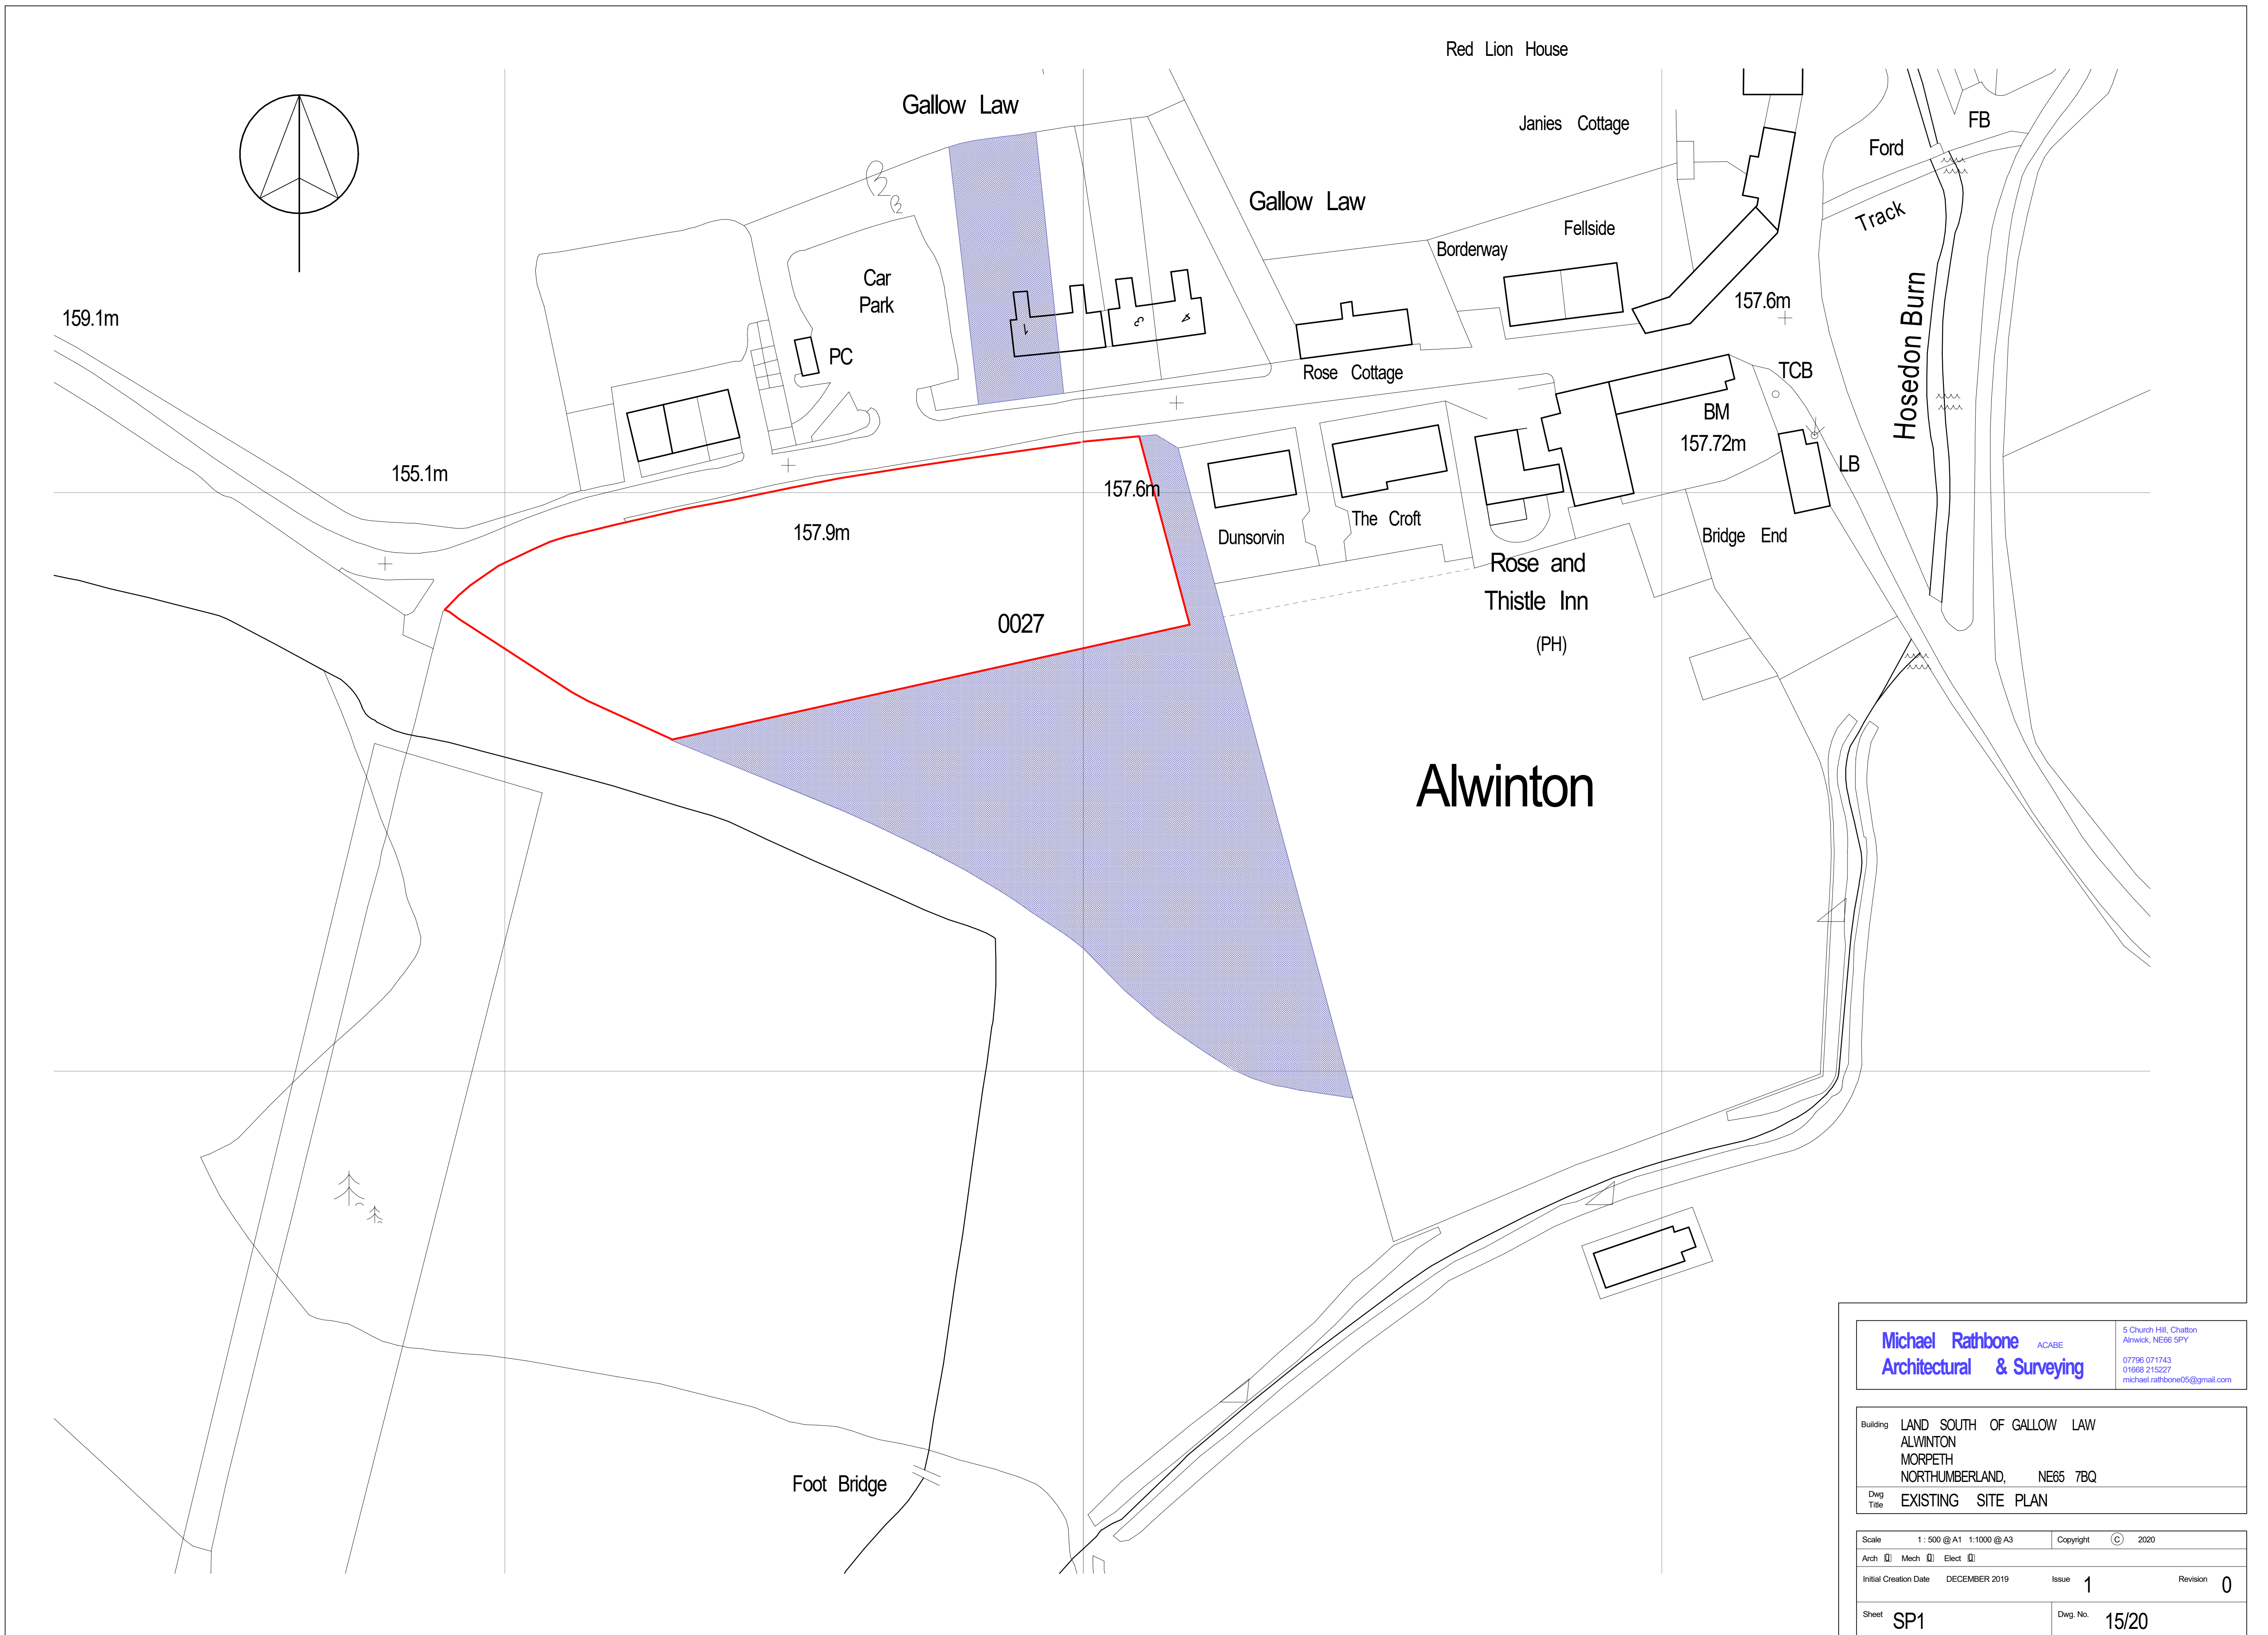 Red Lion House
Gallow Law
Janies Cottage
FB
Ford
Gallow Law
Track
Fellside
Borderway
Car
Park
157.6m
159.1m
Hosedon Burn
1
3
4
PC
Rose Cottage
TCB
BM
157.72m
LB
155.1m
157.6m
157.9m
The Croft
Dunsorvin
Bridge End
Rose and
Thistle Inn
(PH)
0027
Alwinton
Foot Bridge
Michael Rathbone ACABE
Architectural & Surveying
5 Church Hill, Chatton
Alnwick, NE66 5PY
07796 071743
01668 215227
michael.rathbone05@gmail.com
Building LAND SOUTH OF GALLOW LAW
ALWINTON
MORPETH
NORTHUMBERLAND, NE65 7BQ
Dwg
Title EXISTING SITE PLAN
Scale 1 : 500 @ A1 1:1000 @ A3 Copyright © 2020
Arch Mech Elect
Initial Creation Date DECEMBER 2019 Issue 1 Revision 0
Sheet SP1 Dwg. No. 15/20